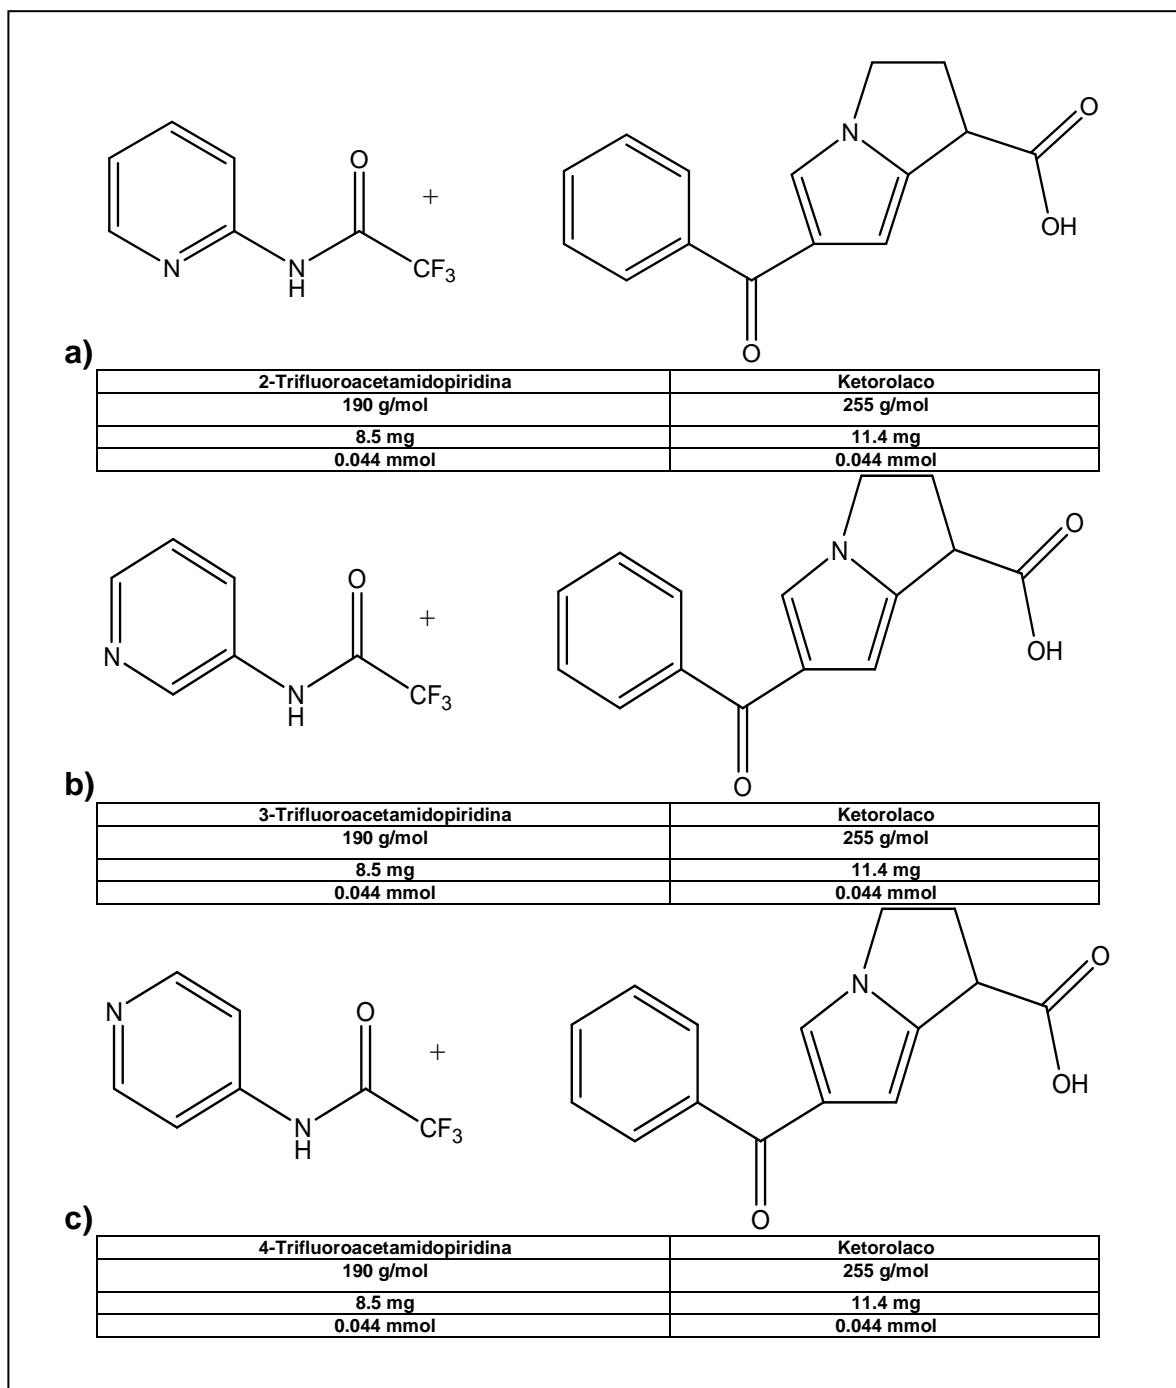 O
N
N
H
CF3
+
N
O
OH
O
a)
2-Trifluoroacetamidopiridina Ketorolaco
190 g/mol 255 g/mol
8.5 mg 11.4 mg
0.044 mmol 0.044 mmol
O
N
N
H
CF3
+
N
O
OH
O
b)
3-Trifluoroacetamidopiridina Ketorolaco
190 g/mol 255 g/mol
8.5 mg 11.4 mg
0.044 mmol 0.044 mmol
N
O
N
H
CF3
+
N
O
OH
O
c)
4-Trifluoroacetamidopiridina Ketorolaco
190 g/mol 255 g/mol
8.5 mg 11.4 mg
0.044 mmol 0.044 mmol